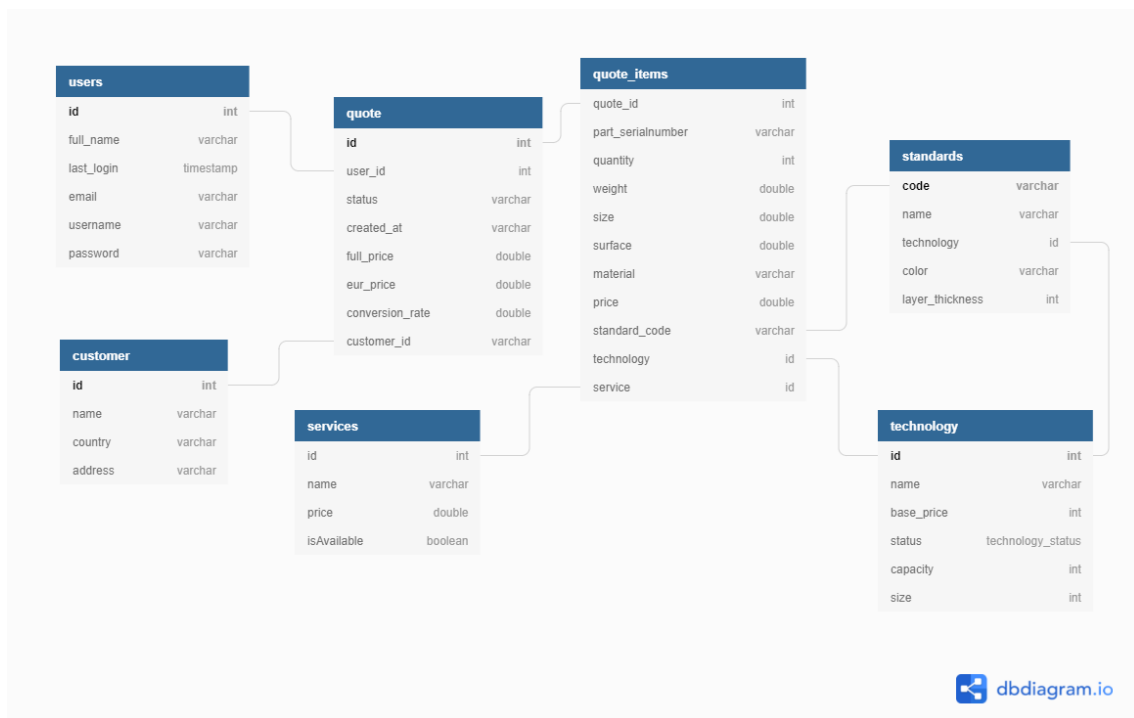 users
id int
full_name varchar
last_login timestamp
email varchar
username varchar
password varchar
customer
id int
name varchar
country varchar
address varchar
quote
id int
user_id int
status varchar
created_at varchar
full_price double
eur_price double
conversion_rate double
customer_id varchar
services
id int
name varchar
price double
isAvailable boolean
quote_items
quote_id int
part_serialnumber varchar
quantity int
weight double
size double
surface double
material varchar
price double
standard_code varchar
technology id
service id
standards
code varchar
name varchar
technology id
color varchar
layer_thickness int
technology
id int
name varchar
base_price int
status technology_status
capacity int
size int
dbdiagram.io